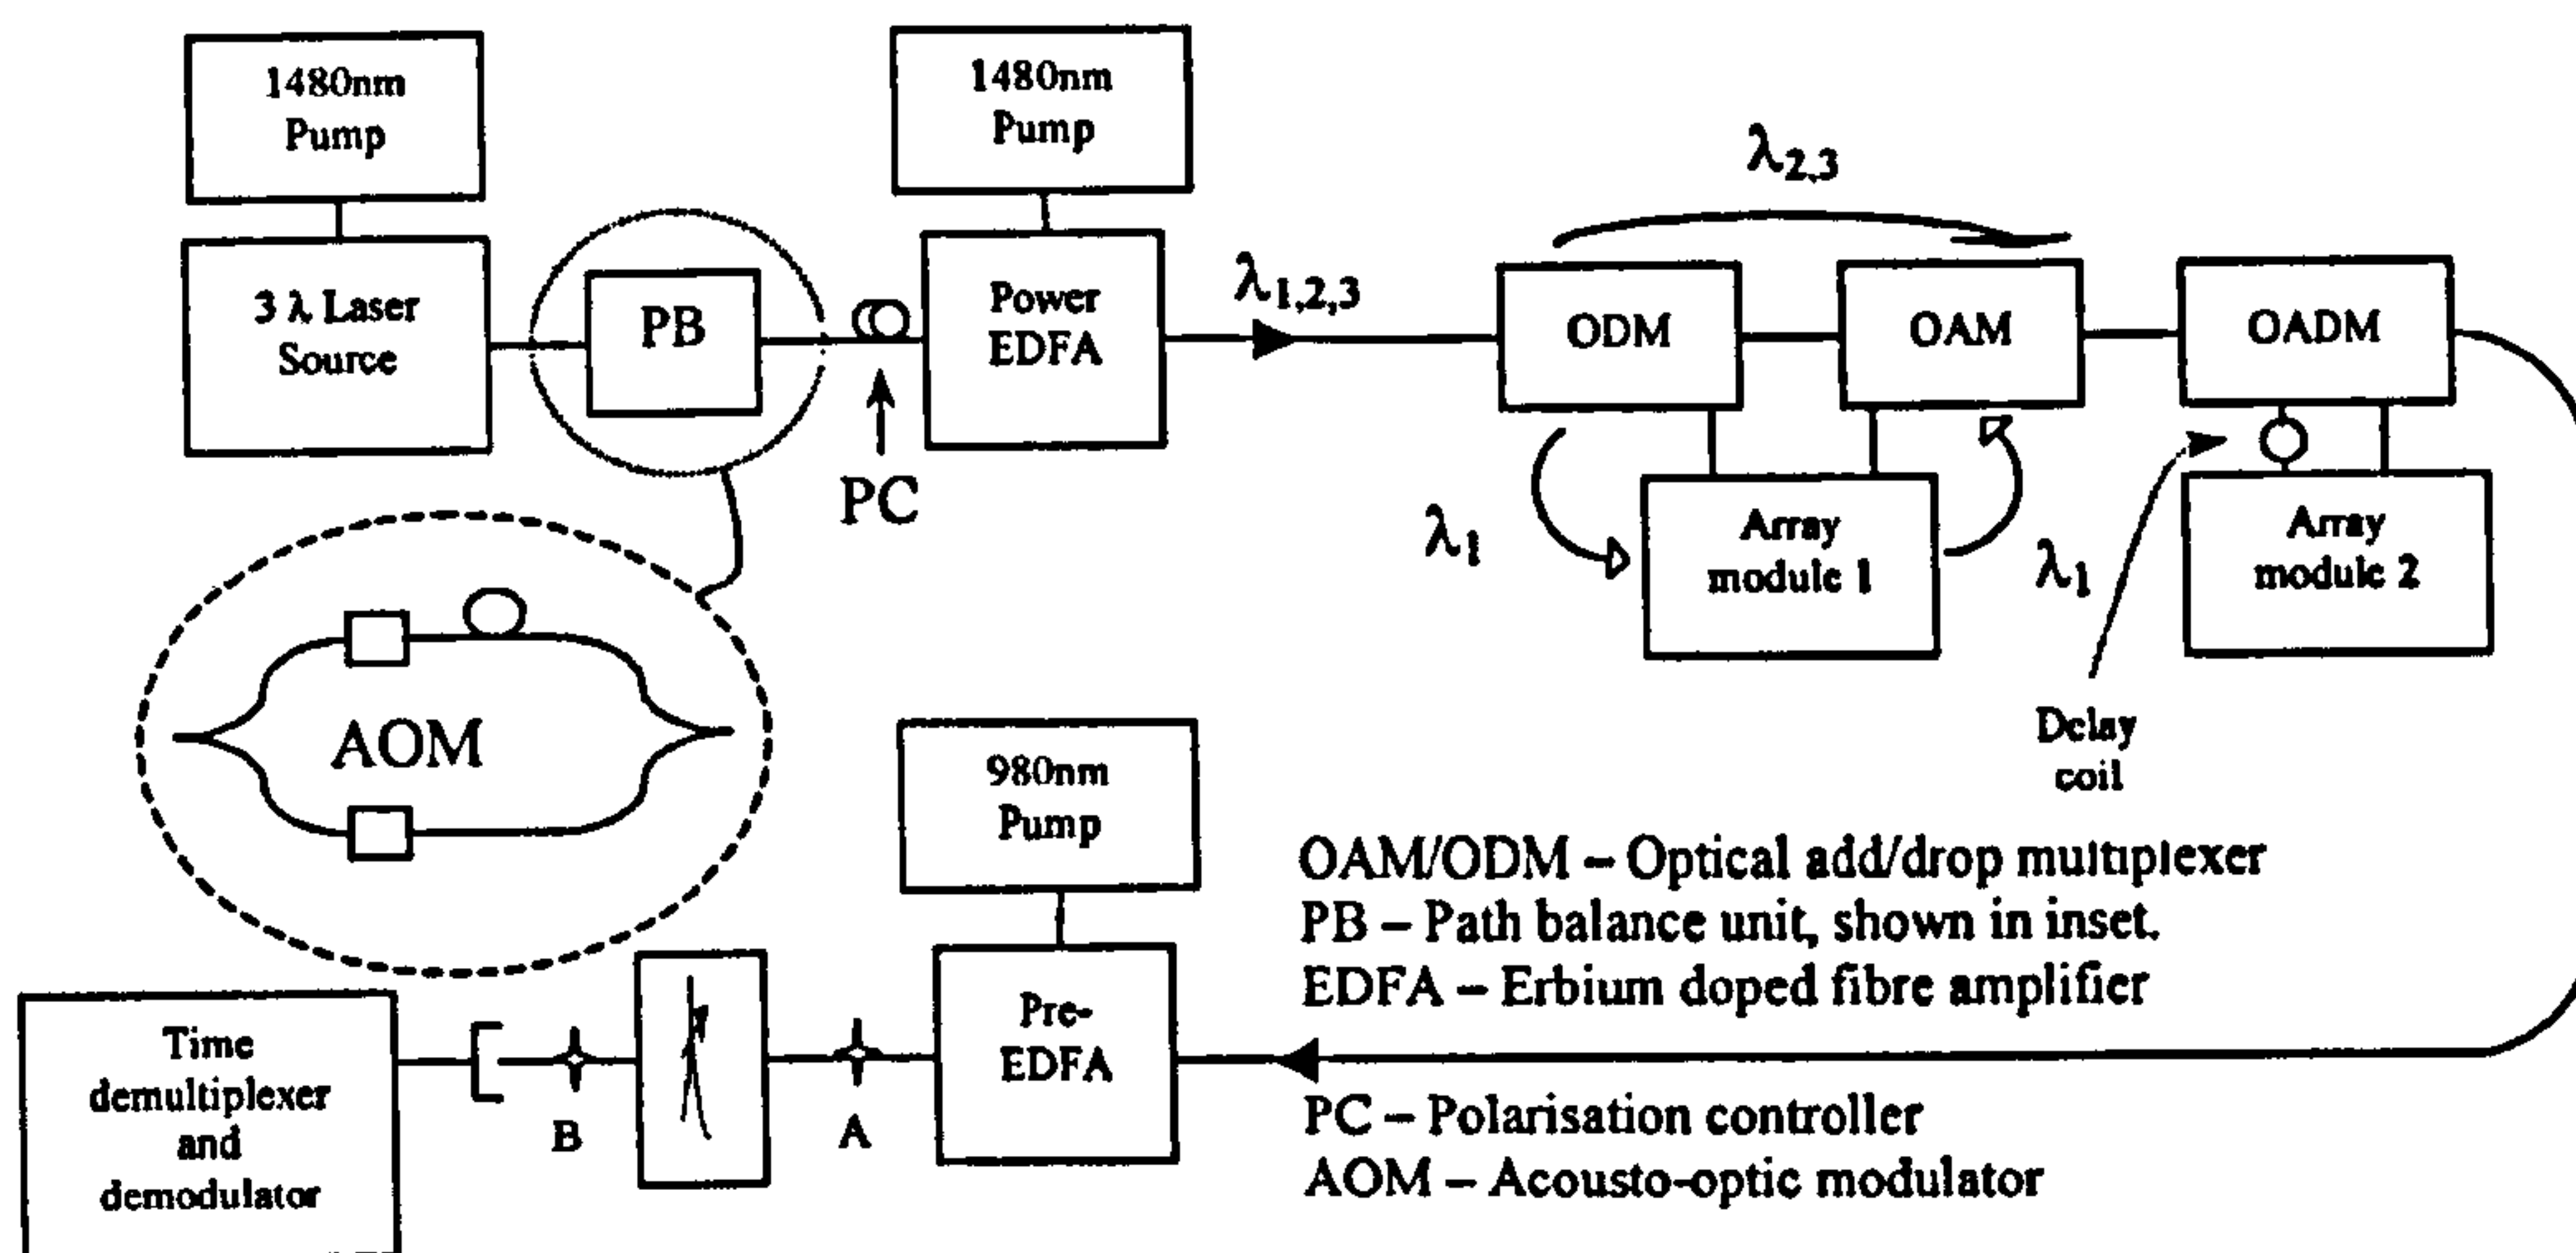 1480nm
Pump
1480nm
Pump
λ2,3
3 λ Laser
Source
PB
Power
EDFA
λ1,2,3
ODM
OAM
OADM
PC
λ1
Array
module 1
λ1
Array
module 2
AOM
Delay
coil
980nm
Pump
OAM/ODM – Optical add/drop multiplexer
PB – Path balance unit, shown in inset.
EDFA – Erbium doped fibre amplifier
Time
demultiplexer
and
demodulator
B
A
Pre-
EDFA
PC – Polarisation controller
AOM – Acousto-optic modulator